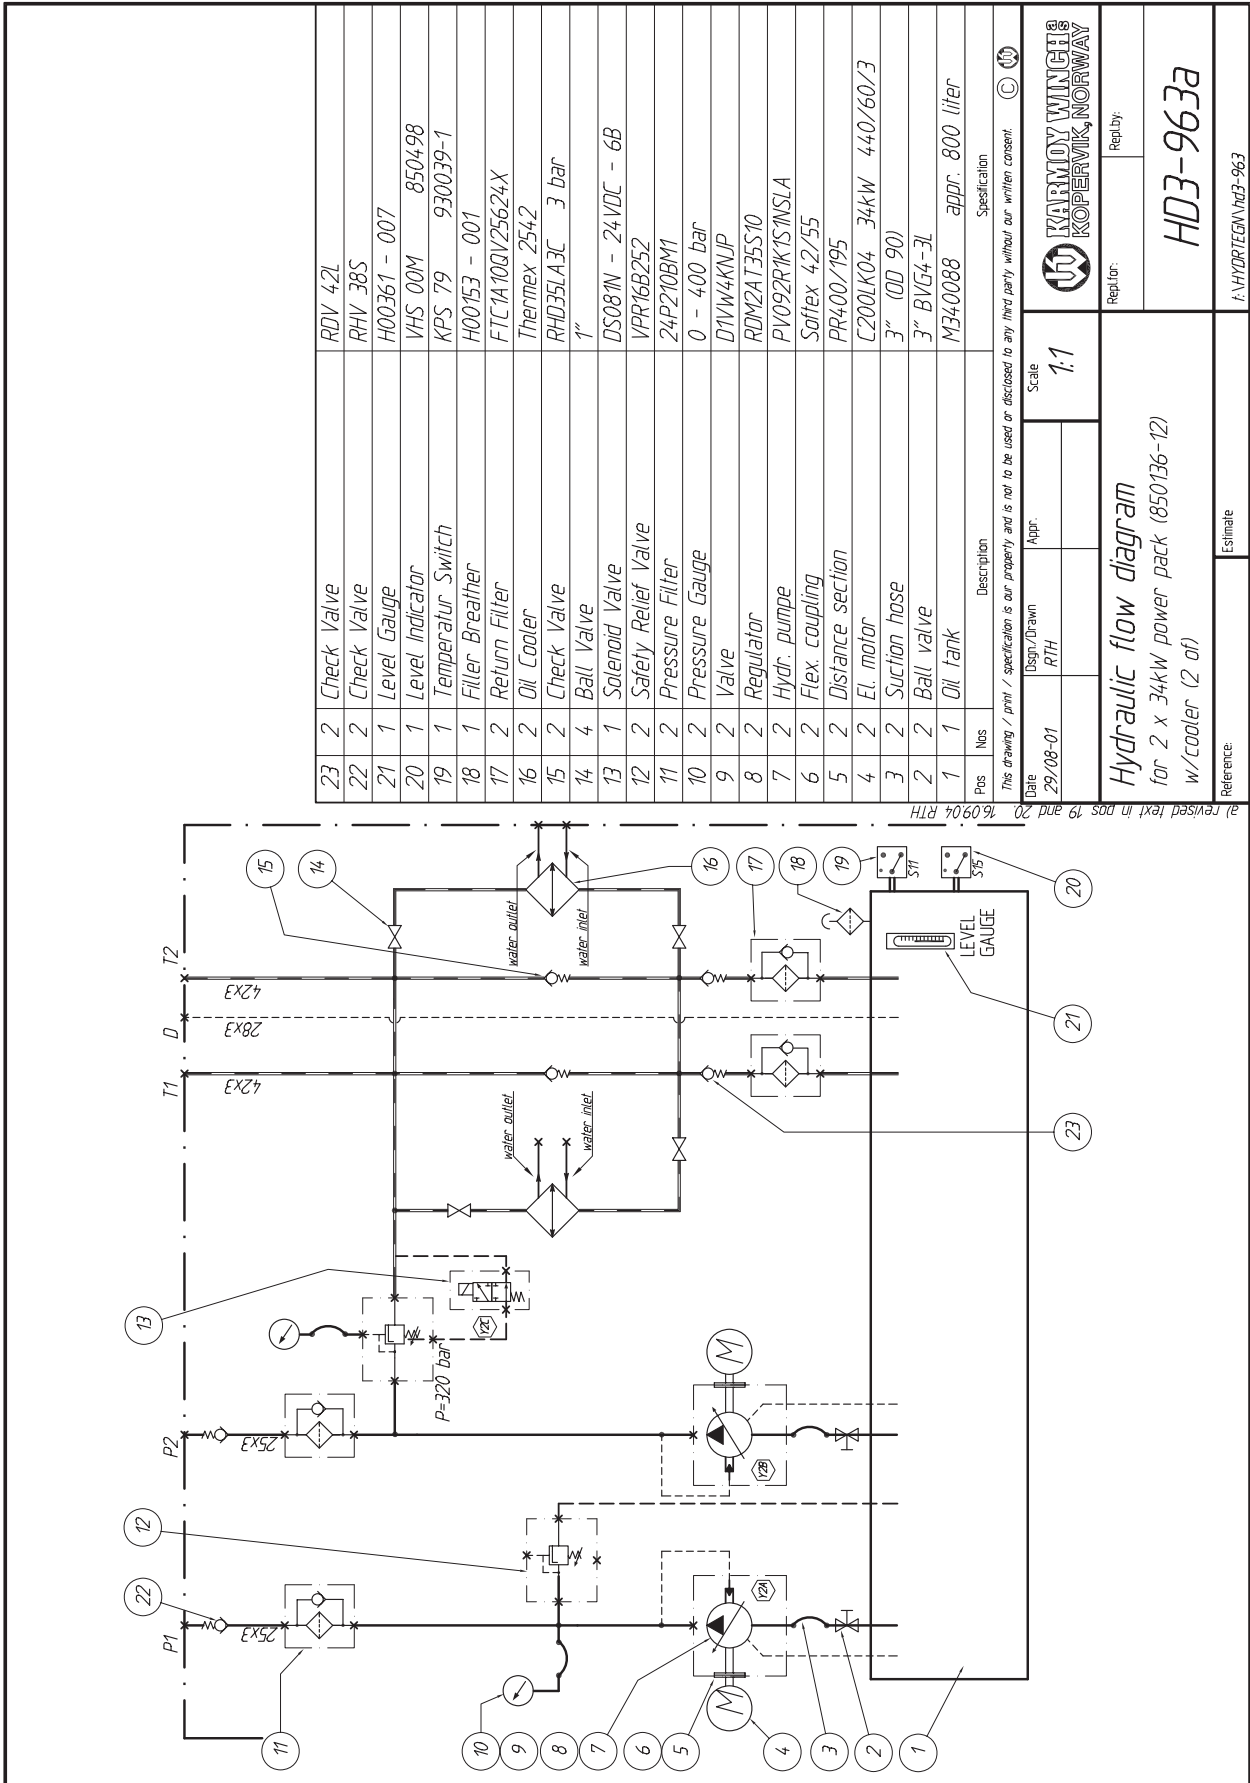 23 2 Check Valve RDV 42L
22 2 Check Valve RHV 38S
21 1 Level Gauge H00361 - 007
20 1 Level Indicator VHS 00M 850498
19 1 Temperatur Switch KPS 79 930039-1
18 1 Filler Breather H00153 - 001
17 2 Return Filter FTC1A10QV25624X
16 2 Oil Cooler Thermex 2542
15 2 Check Valve RHD35LA3C 3 bar
14 4 Ball Valve 1"
13 1 Solenoid Valve DS081N - 24VDC - 6B
12 2 Safety Relief Valve VPR16B252
11 2 Pressure Filter 24P210BM1
10 2 Pressure Gauge 0 - 400 bar
9 2 Valve D1VW4KNJP
8 2 Regulator RDM2AT35S10
7 2 Hydr. pumpe PV092R1K1S1NSLA
6 2 Flex. coupling Softex 42/55
5 2 Distance section PR400/195
4 2 El. motor C200LK04 34kW 440/60/3
3 2 Suction hose 3" (OD 90)
2 2 Ball valve 3" BVG4-3L
1 1 Oil tank M340088 appr. 800 liter
Pos Nos Description Spesification
This drawing / print / spesification is our property and is not to be used or disclosed to any third party without our written consent. ©
Date
29/08-01
Dsgn/Drawn
RTH
Appr.
Scale
1:1
KARMOY WINCH as
KOPERVIK, NORWAY
Hydraulic flow diagram
for 2 x 34kW power pack (850136-12)
w/cooler (2 of)
Repl.for:
Repl.by:
HD3-963a
Reference:
Estimate
f:\HYDRTEGN\hd3-963
a) revised text in pos 19 and 20. 16.09.04 RTH
P1
P2
T1
D
T2
25x3
25x3
42x3
28x3
42x3
22
12
13
15
14
11
P=320 bar
Y2C
water outlet
water inlet
water outlet
water inlet
10
9
8
7
6
5
4
3
2
1
M
M
Y2A
Y2B
16
17
18
19
20
21
23
S11
S15
LEVEL
GAUGE